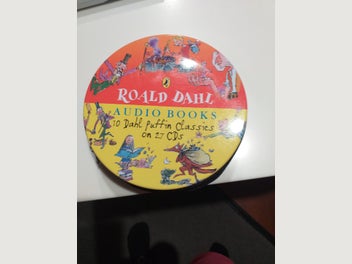 ROALD DAHL
AUDIO BOOKS
10 Dahl Puffin Classics
on 27 CDs